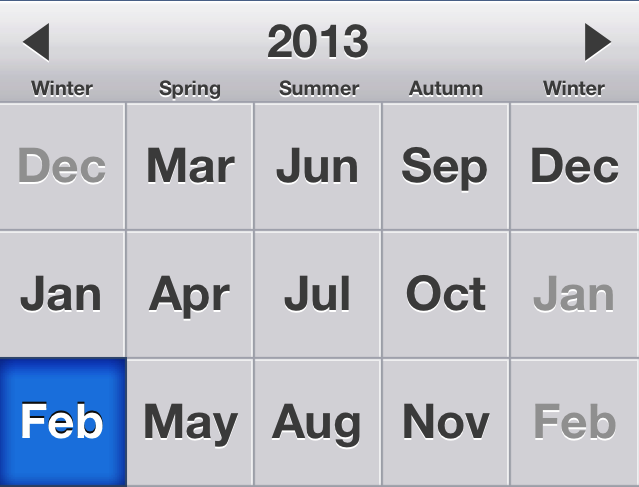 2013
Winter Spring Summer Autumn Winter
Dec Mar Jun Sep Dec
Jan Apr Jul Oct Jan
Feb May Aug Nov Feb